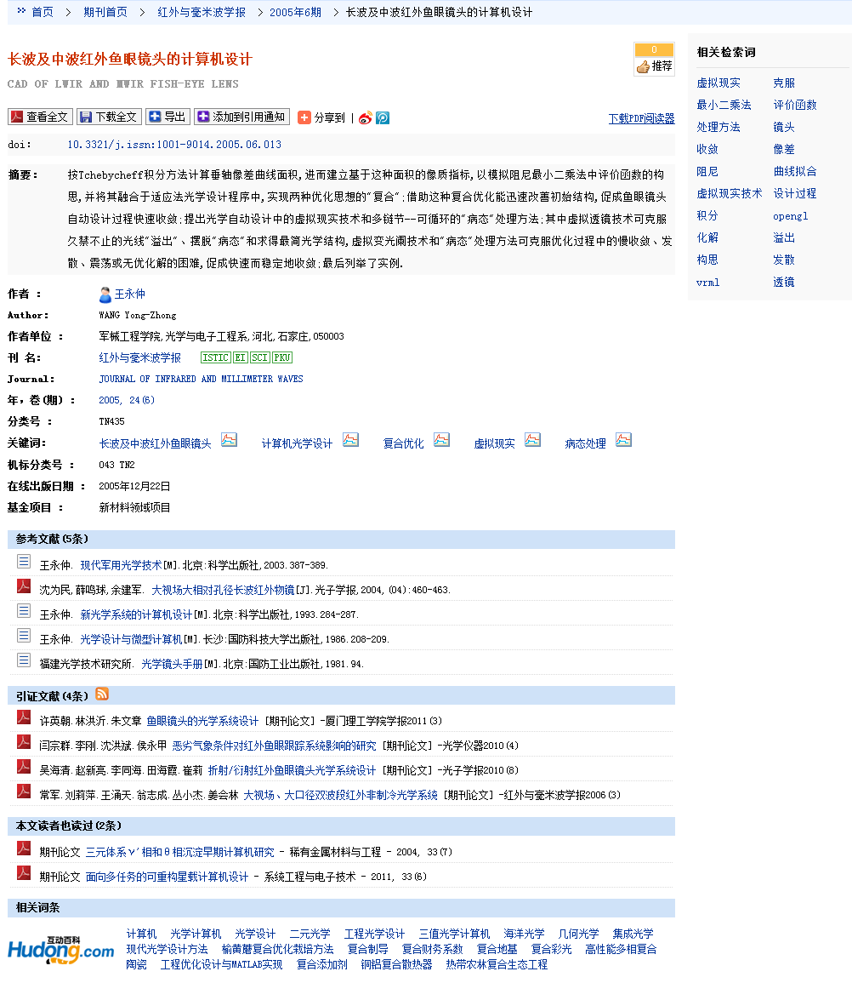 首页 > 期刊首页 > 红外与毫米波学报 > 2005年6期 > 长波及中波红外鱼眼镜头的计算机设计
长波及中波红外鱼眼镜头的计算机设计
CAD OF LWIR AND MWIR FISH-EYE LENS
0
推荐
查看全文 下载全文 导出 添加到引用通知 分享到 | 下载PDF阅读器
doi: 10.3321/j.issn:1001-9014.2005.06.013
摘要: 按Tchebycheff积分方法计算垂轴像差曲线面积,进而建立基于这种面积的像质指标,以模拟阻尼最小二乘法中评价函数的构
思,并将其融合于适应法光学设计程序中,实现两种优化思想的"复合";借助这种复合优化能迅速改善初始结构,促成鱼眼镜头
自动设计过程快速收敛;提出光学自动设计中的虚拟现实技术和多链节--可循环的"病态"处理方法;其中虚拟透镜技术可克服
久禁不止的光线"溢出"、摆脱"病态"和求得最简光学结构,虚拟变光阑技术和"病态"处理方法可克服优化过程中的慢收敛、发
散、震荡或无优化解的困难,促成快速而稳定地收敛;最后列举了实例.
作者 : 王永仲
Author: WANG Yong-Zhong
作者单位 : 军械工程学院,光学与电子工程系,河北,石家庄,050003
刊 名: 红外与毫米波学报 ISTIC EI SCI PKU
Journal: JOURNAL OF INFRARED AND MILLIMETER WAVES
年,卷(期) : 2005, 24(6)
分类号 : TN435
关键词: 长波及中波红外鱼眼镜头 计算机光学设计 复合优化 虚拟现实 病态处理
机标分类号 : O43 TN2
在线出版日期 : 2005年12月22日
基金项目 : 新材料领域项目
参考文献(5条)
王永仲. 现代军用光学技术[M].北京:科学出版社,2003.387-389.
沈为民,薛鸣球,余建军. 大视场大相对孔径长波红外物镜[J].光子学报,2004,(04):460-463.
王永仲. 新光学系统的计算机设计[M].北京:科学出版社,1993.284-287.
王永仲. 光学设计与微型计算机[M].长沙:国防科技大学出版社,1986.208-209.
福建光学技术研究所. 光学镜头手册[M].北京:国防工业出版社,1981.94.
引证文献(4条)
许英朝.林洪沂.朱文章 鱼眼镜头的光学系统设计 [期刊论文] -厦门理工学院学报2011(3)
闫宗群.李刚.沈洪斌.侯永甲 恶劣气象条件对红外鱼眼跟踪系统影响的研究 [期刊论文] -光学仪器2010(4)
吴海清.赵新亮.李同海.田海霞.崔莉 折射/衍射红外鱼眼镜头光学系统设计 [期刊论文] -光子学报2010(8)
常军.刘莉萍.王涌天.翁志成.丛小杰.姜会林 大视场、大口径双波段红外非制冷光学系统 [期刊论文] -红外与毫米波学报2006(3)
本文读者也读过(2条)
期刊论文 三元体系γ′相和θ相沉淀早期计算机研究 - 稀有金属材料与工程 - 2004, 33(7)
期刊论文 面向多任务的可重构星载计算机设计 - 系统工程与电子技术 - 2011, 33(6)
相关词条
互动百科
Hudong.com
计算机 光学计算机 光学设计 二元光学 工程光学设计 三值光学计算机 海洋光学 几何光学 集成光学
现代光学设计方法 榆黄蘑复合优化栽培方法 复合制导 复合财务系数 复合地基 复合彩光 高性能多相复合
陶瓷 工程优化设计与MATLAB实现 复合添加剂 铜铝复合散热器 热带农林复合生态工程
相关检索词
虚拟现实 克服
最小二乘法 评价函数
处理方法 镜头
收敛 像差
阻尼 曲线拟合
虚拟现实技术 设计过程
积分 opengl
化解 溢出
构思 发散
vrml 透镜